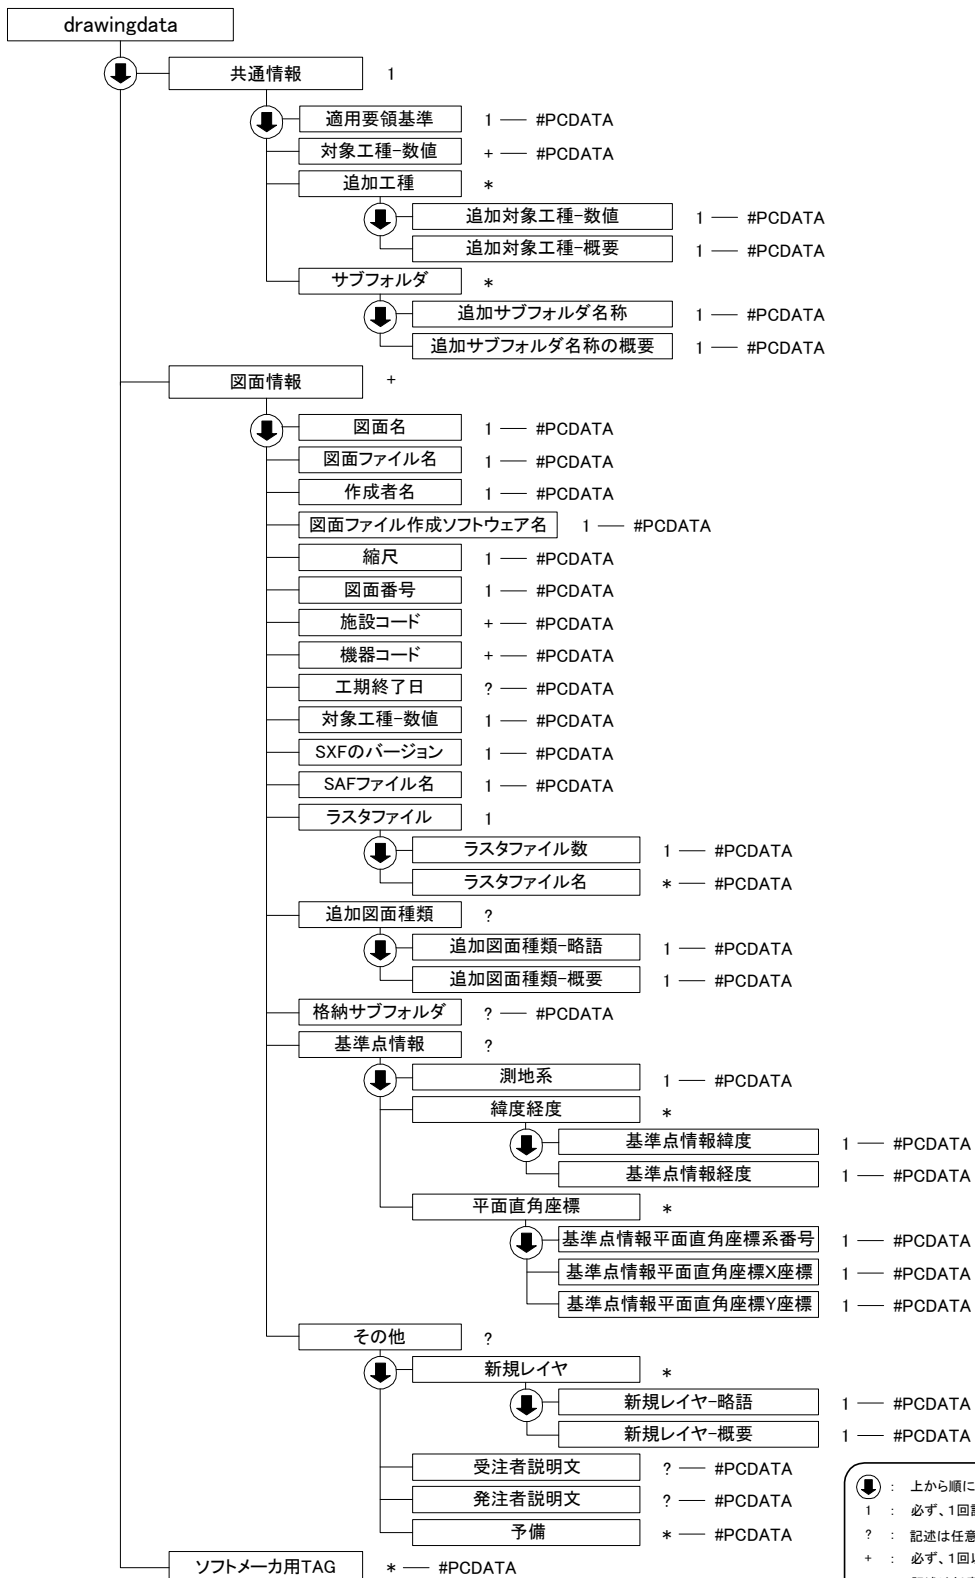 drawingdata
共通情報 1
適用要領基準 1 — #PCDATA
対象工種-数値 + — #PCDATA
追加工種 *
追加対象工種-数値 1 — #PCDATA
追加対象工種-概要 1 — #PCDATA
サブフォルダ *
追加サブフォルダ名称 1 — #PCDATA
追加サブフォルダ名称の概要 1 — #PCDATA
図面情報 +
図面名 1 — #PCDATA
図面ファイル名 1 — #PCDATA
作成者名 1 — #PCDATA
図面ファイル作成ソフトウェア名 1 — #PCDATA
縮尺 1 — #PCDATA
図面番号 1 — #PCDATA
施設コード + — #PCDATA
機器コード + — #PCDATA
工期終了日 ? — #PCDATA
対象工種-数値 1 — #PCDATA
SXFのバージョン 1 — #PCDATA
SAFファイル名 1 — #PCDATA
ラスタファイル 1
ラスタファイル数 1 — #PCDATA
ラスタファイル名 * — #PCDATA
追加図面種類 ?
追加図面種類-略語 1 — #PCDATA
追加図面種類-概要 1 — #PCDATA
格納サブフォルダ ? — #PCDATA
基準点情報 ?
測地系 1 — #PCDATA
緯度経度 *
基準点情報緯度 1 — #PCDATA
基準点情報経度 1 — #PCDATA
平面直角座標 *
基準点情報平面直角座標系番号 1 — #PCDATA
基準点情報平面直角座標X座標 1 — #PCDATA
基準点情報平面直角座標Y座標 1 — #PCDATA
その他 ?
新規レイヤ *
新規レイヤ-略語 1 — #PCDATA
新規レイヤ-概要 1 — #PCDATA
受注者説明文 ? — #PCDATA
発注者説明文 ? — #PCDATA
予備 * — #PCDATA
ソフトメーカ用TAG * — #PCDATA
: 上から順に
1 : 必ず、1回
? : 記述は任意
+ : 必ず、1回以